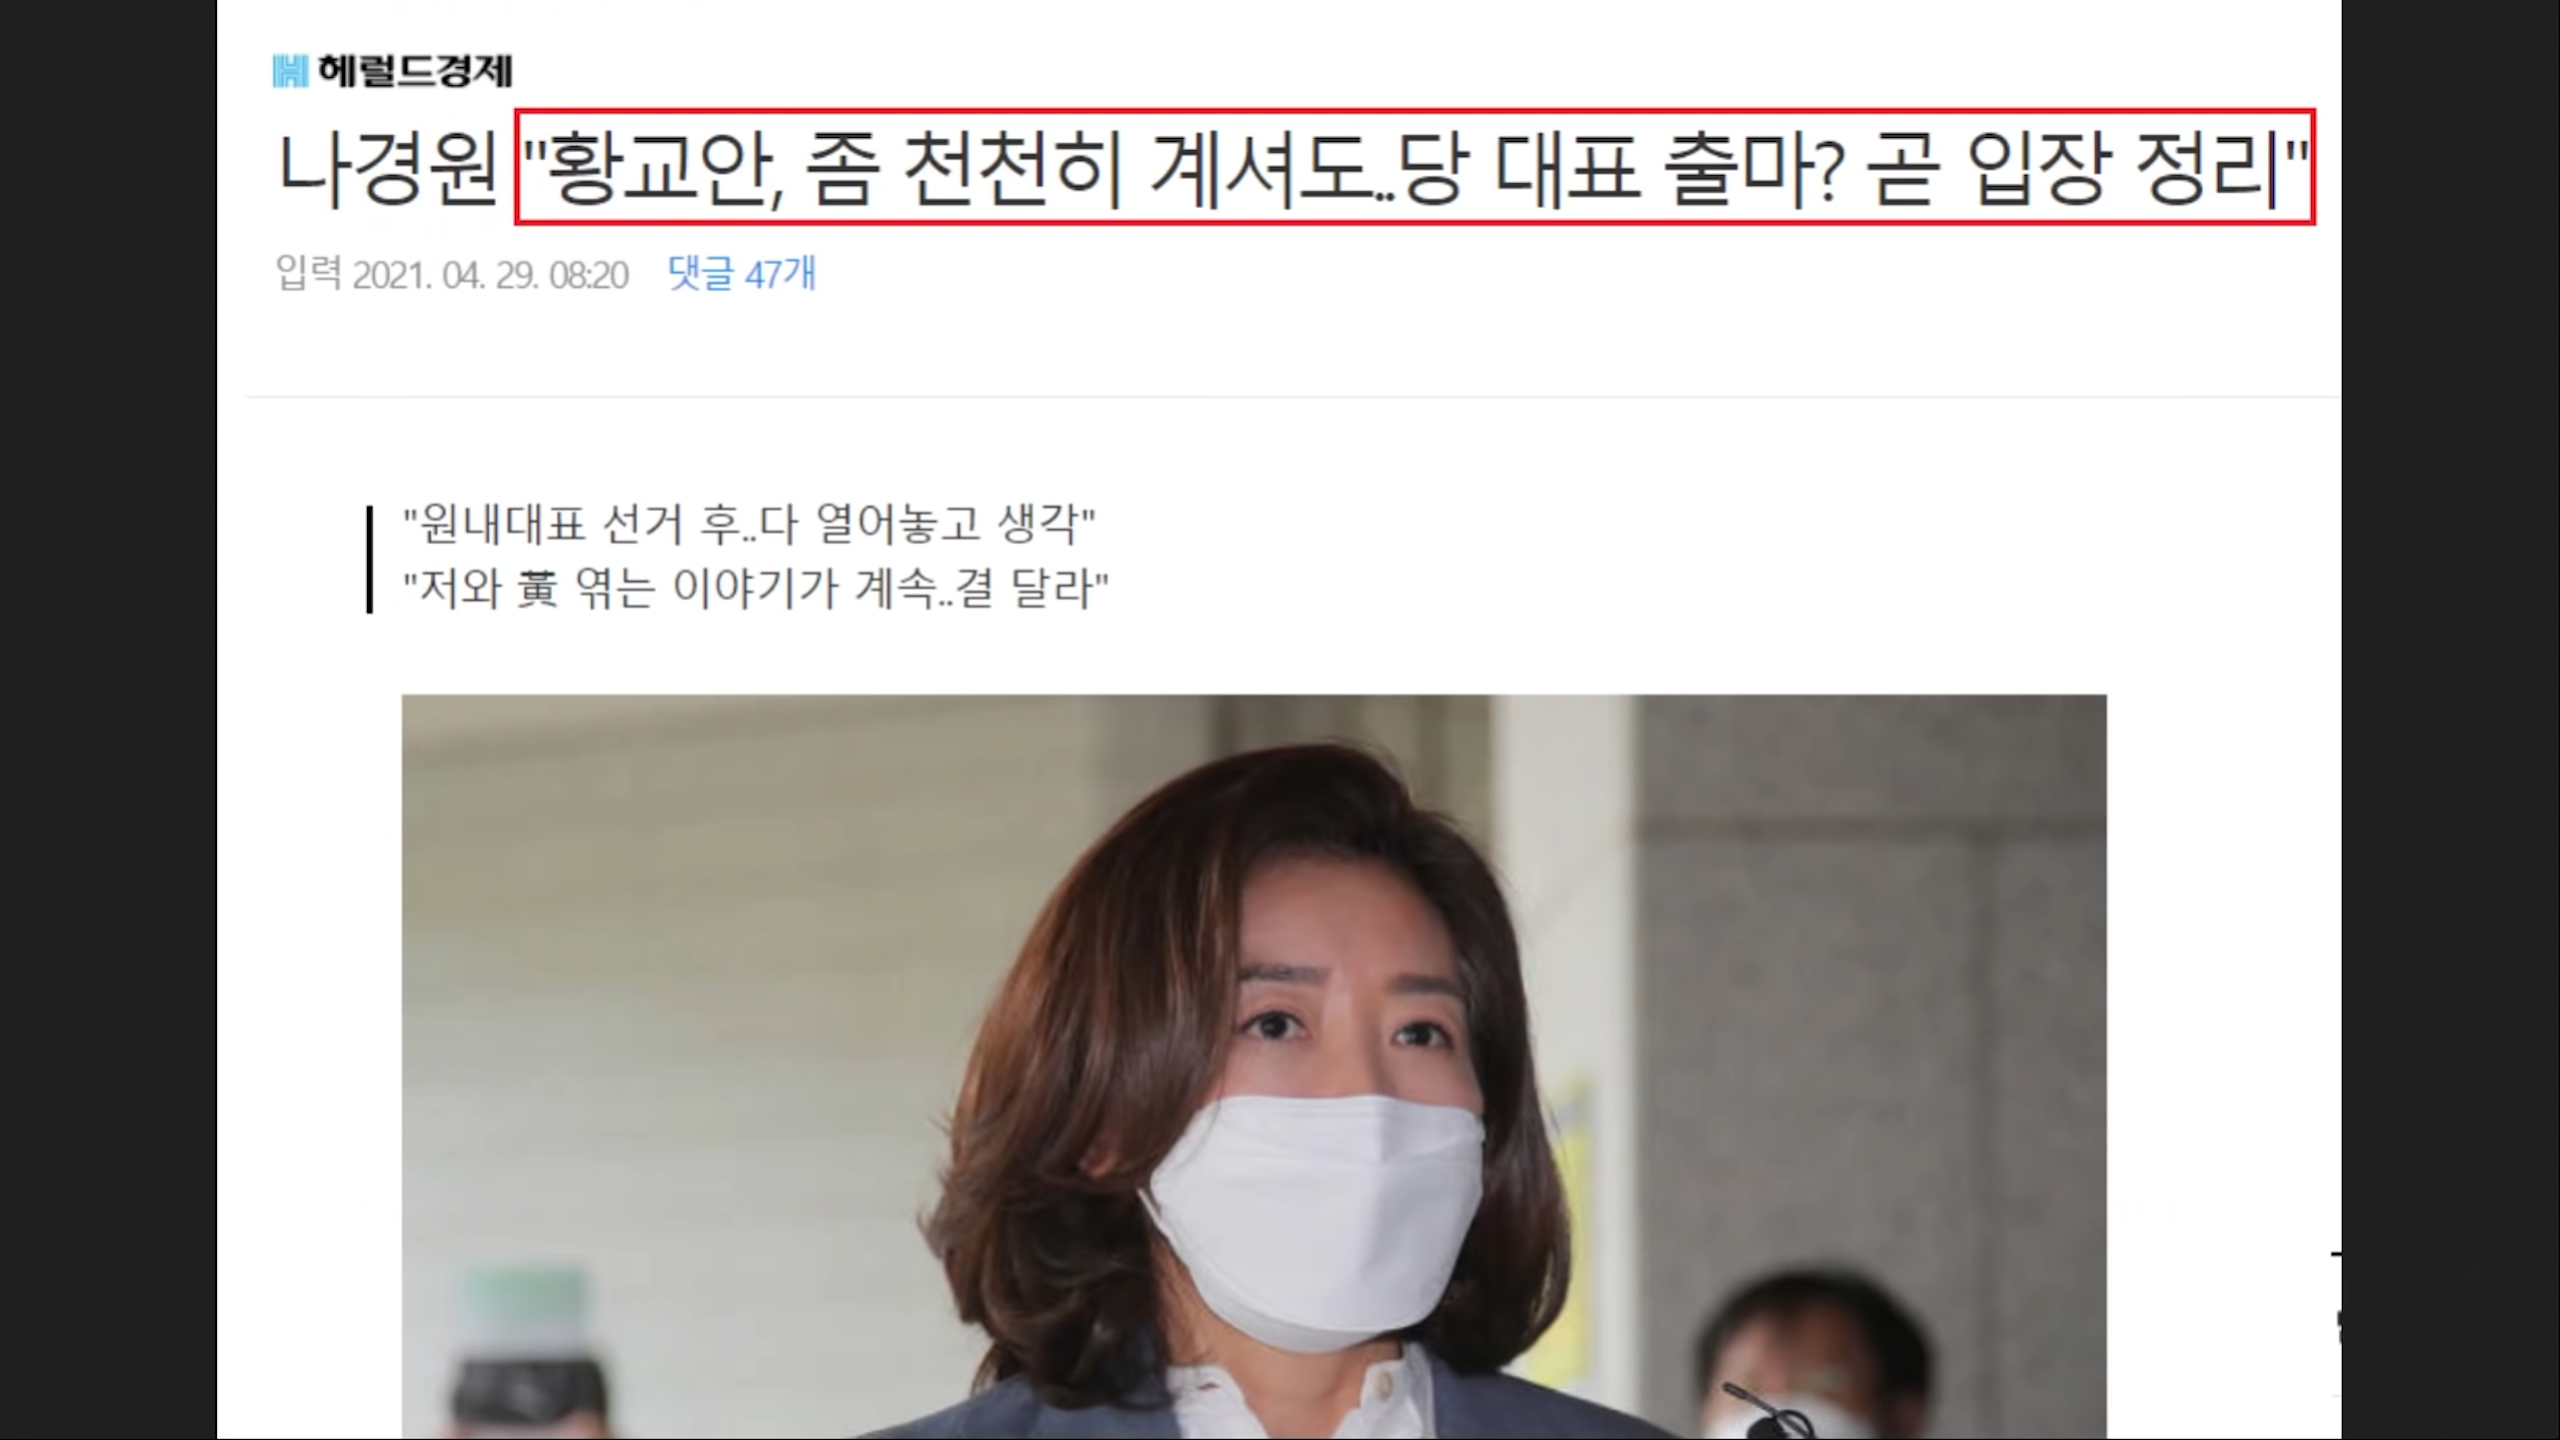 헤럴드경제
나경원 "황교안, 좀 천천히 계셔도..당 대표 출마? 곧 입장 정리"
입력 2021. 04. 29. 08:20 댓글 47개
"원내대표 선거 후..다 열어놓고 생각"
"저와 黃 엮는 이야기가 계속..결 달라"